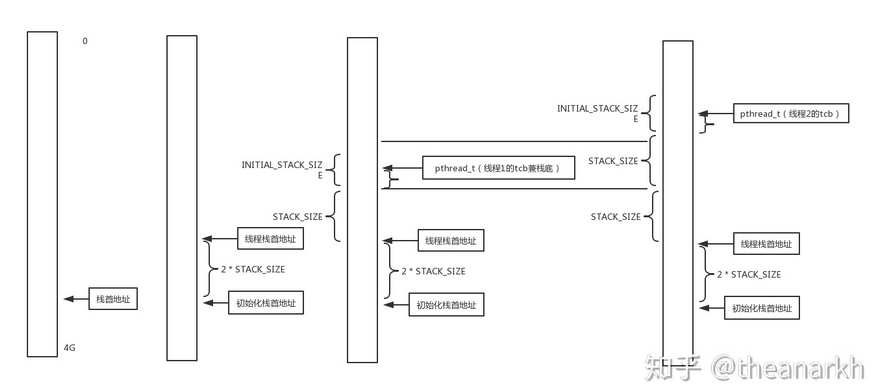 0
栈首地址
4G
线程栈首地址
2 * STACK_SIZE
初始化栈首地址
INITIAL_STACK_SIZ
E
pthread_t（线程1的tcb兼栈底）
STACK_SIZE
线程栈首地址
2 * STACK_SIZE
初始化栈首地址
INITIAL_STACK_SIZ
E
pthread_t（线程2的tcb）
STACK_SIZE
STACK_SIZE
线程栈首地址
2 * STACK_SIZE
初始化栈首地址
知乎 @theanarkh